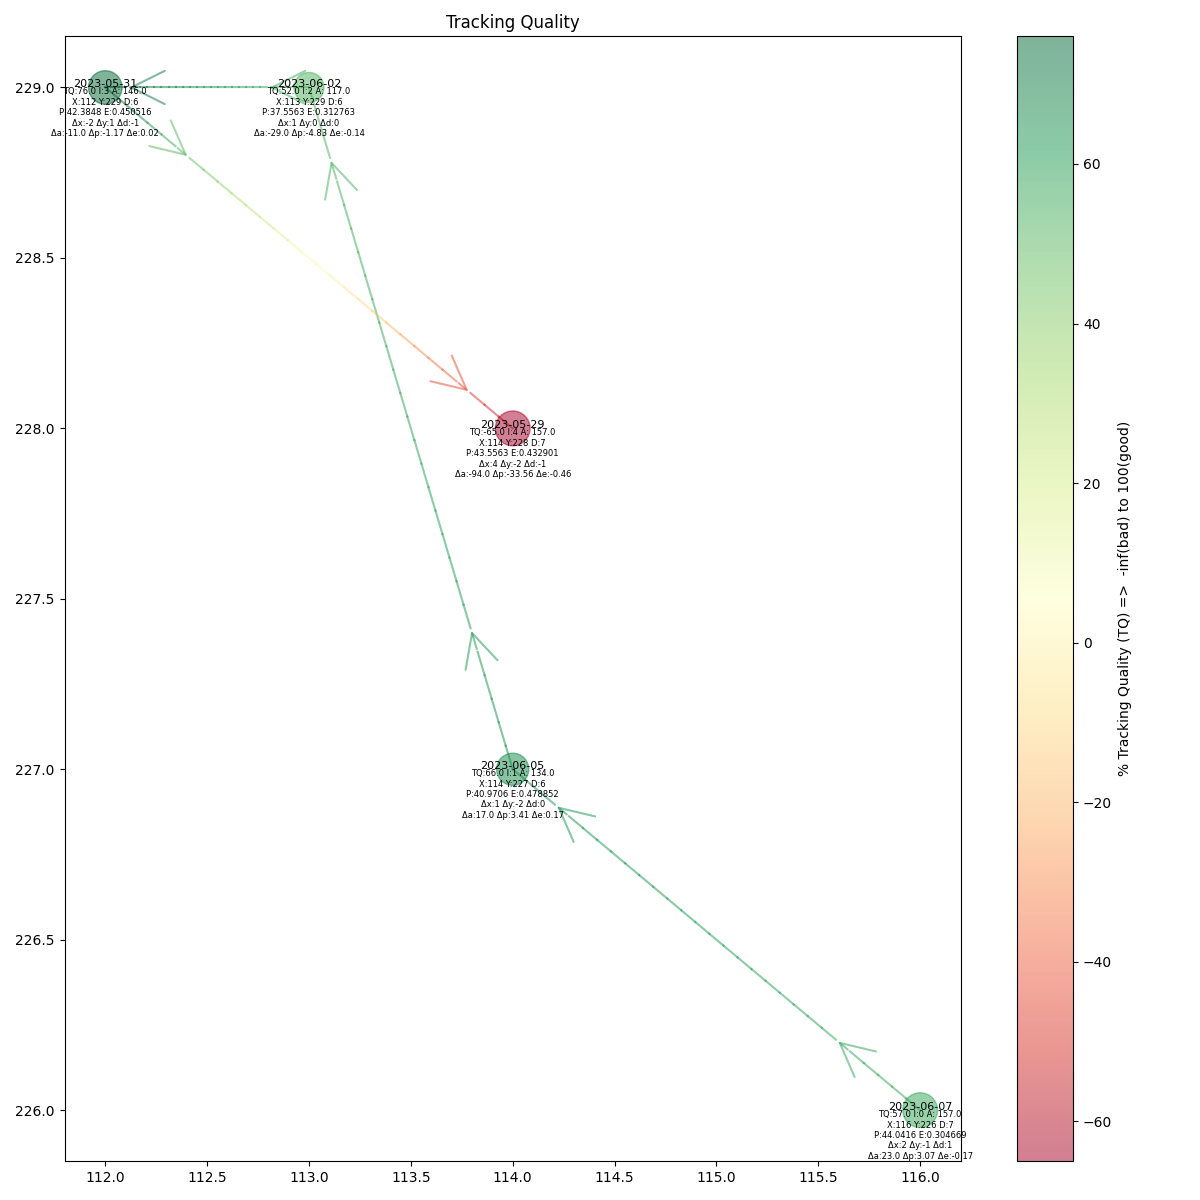 Tracking Quality
229.0
228.5
228.0
227.5
227.0
226.5
226.0
2023-05-31
TQ:76.0 I:3 A: 146.0
X:112 Y:229 D:6
P:42.3848 E:0.450516
Δx:-2 Δy:1 Δd:-1
Δa:-11.0 Δp:-1.17 Δe:0.02
2023-06-02
TQ:52.0 I:2 A: 117.0
X:113 Y:229 D:6
P:37.5563 E:0.312763
Δx:1 Δy:0 Δd:0
Δa:-29.0 Δp:-4.83 Δe:-0.14
2023-05-29
TQ:-65.0 I:4 A: 157.0
X:114 Y:228 D:7
P:43.5563 E:0.432901
Δx:4 Δy:-2 Δd:-1
Δa:-94.0 Δp:-33.56 Δe:-0.46
2023-06-05
TQ:66.0 I:1 A: 134.0
X:114 Y:227 D:6
P:40.9706 E:0.478852
Δx:1 Δy:-2 Δd:0
Δa:17.0 Δp:3.41 Δe:0.17
2023-06-07
TQ:57.0 I:0 A: 157.0
X:116 Y:226 D:7
P:44.0416 E:0.304669
Δx:2 Δy:-1 Δd:1
Δa:23.0 Δp:3.07 Δe:-0.17
112.0 112.5 113.0 113.5 114.0 114.5 115.0 115.5 116.0
60
40
20
0
−20
−40
−60
% Tracking Quality (TQ) => -inf(bad) to 100(good)